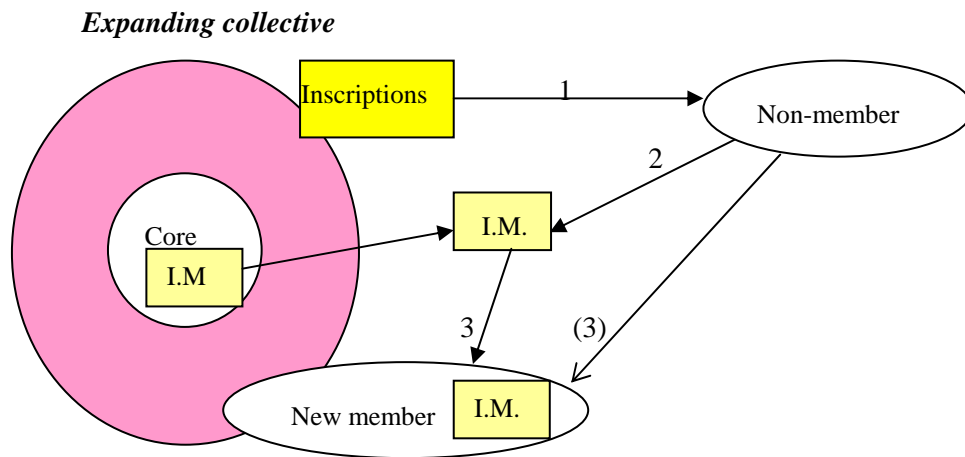 Expanding collective
Inscriptions
1
Non-member
2
I.M.
Core
I.M
3
(3)
I.M.
New member